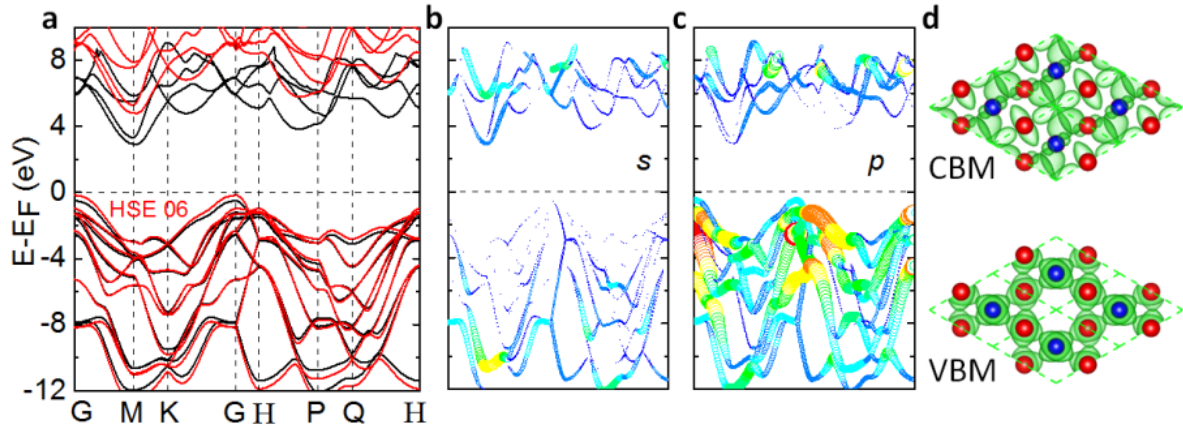 a b c d
8
4
0
-4
-8
-12
E-EF (eV)
HSE 06
G M K G H P Q H
s
p
CBM
VBM